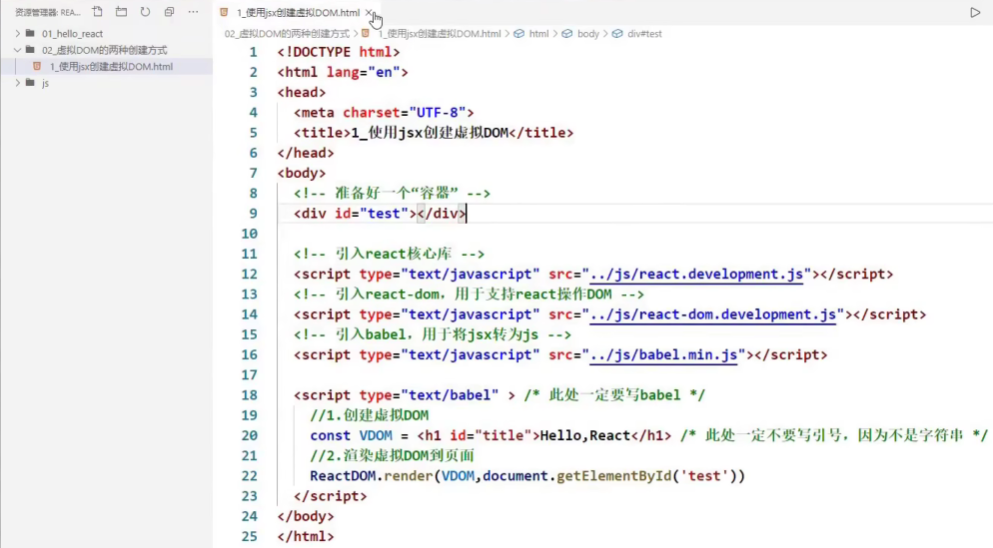 资源管理器: REA...
01_hello_react
02_虚拟DOM的两种创建方式
1_使用jsx创建虚拟DOM.html
js
1_使用jsx创建虚拟DOM.html
02_虚拟DOM的两种创建方式 > 1_使用jsx创建虚拟DOM.html > html > body > div#test
1 <!DOCTYPE html>
2 <html lang="en">
3 <head>
4 <meta charset="UTF-8">
5 <title>1_使用jsx创建虚拟DOM</title>
6 </head>
7 <body>
8 <!-- 准备好一个“容器” -->
9 <div id="test"></div>
10
11 <!-- 引入react核心库 -->
12 <script type="text/javascript" src="../js/react.development.js"></script>
13 <!-- 引入react-dom，用于支持react操作DOM -->
14 <script type="text/javascript" src="../js/react-dom.development.js"></script>
15 <!-- 引入babel，用于将jsx转为js -->
16 <script type="text/javascript" src="../js/babel.min.js"></script>
17
18 <script type="text/babel" > /* 此处一定要写babel */
19 //1.创建虚拟DOM
20 const VDOM = <h1 id="title">Hello,React</h1> /* 此处一定不要写引号，因为不是字符串 */
21 //2.渲染虚拟DOM到页面
22 ReactDOM.render(VDOM,document.getElementById('test'))
23 </script>
24 </body>
25 </html>